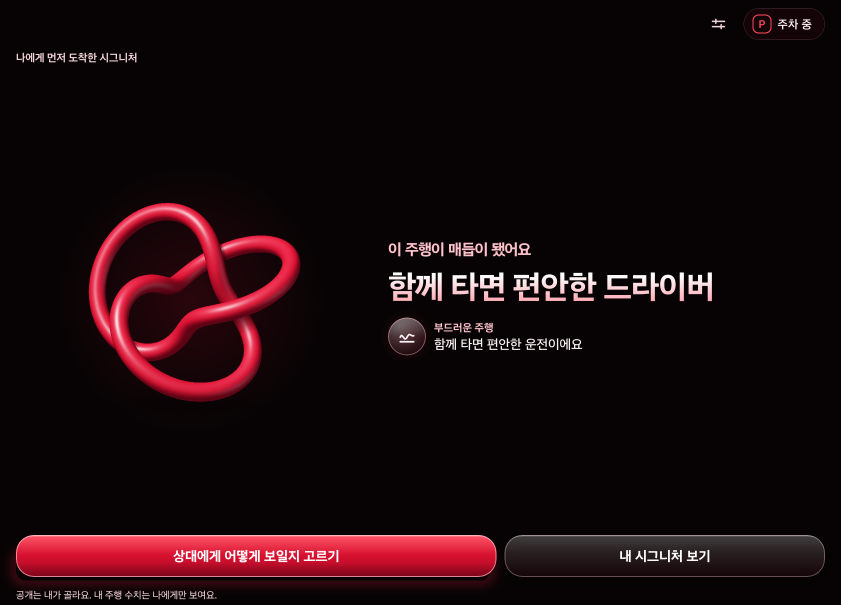 P 주차 중
나에게 먼저 도착한 시그니처
이 주행이 매듭이 됐어요
함께 타면 편안한 드라이버
부드러운 주행
함께 타면 편안한 운전이에요
상대에게 어떻게 보일지 고르기
내 시그니처 보기
공개는 내가 골라요. 내 주행 수치는 나에게만 보여요.